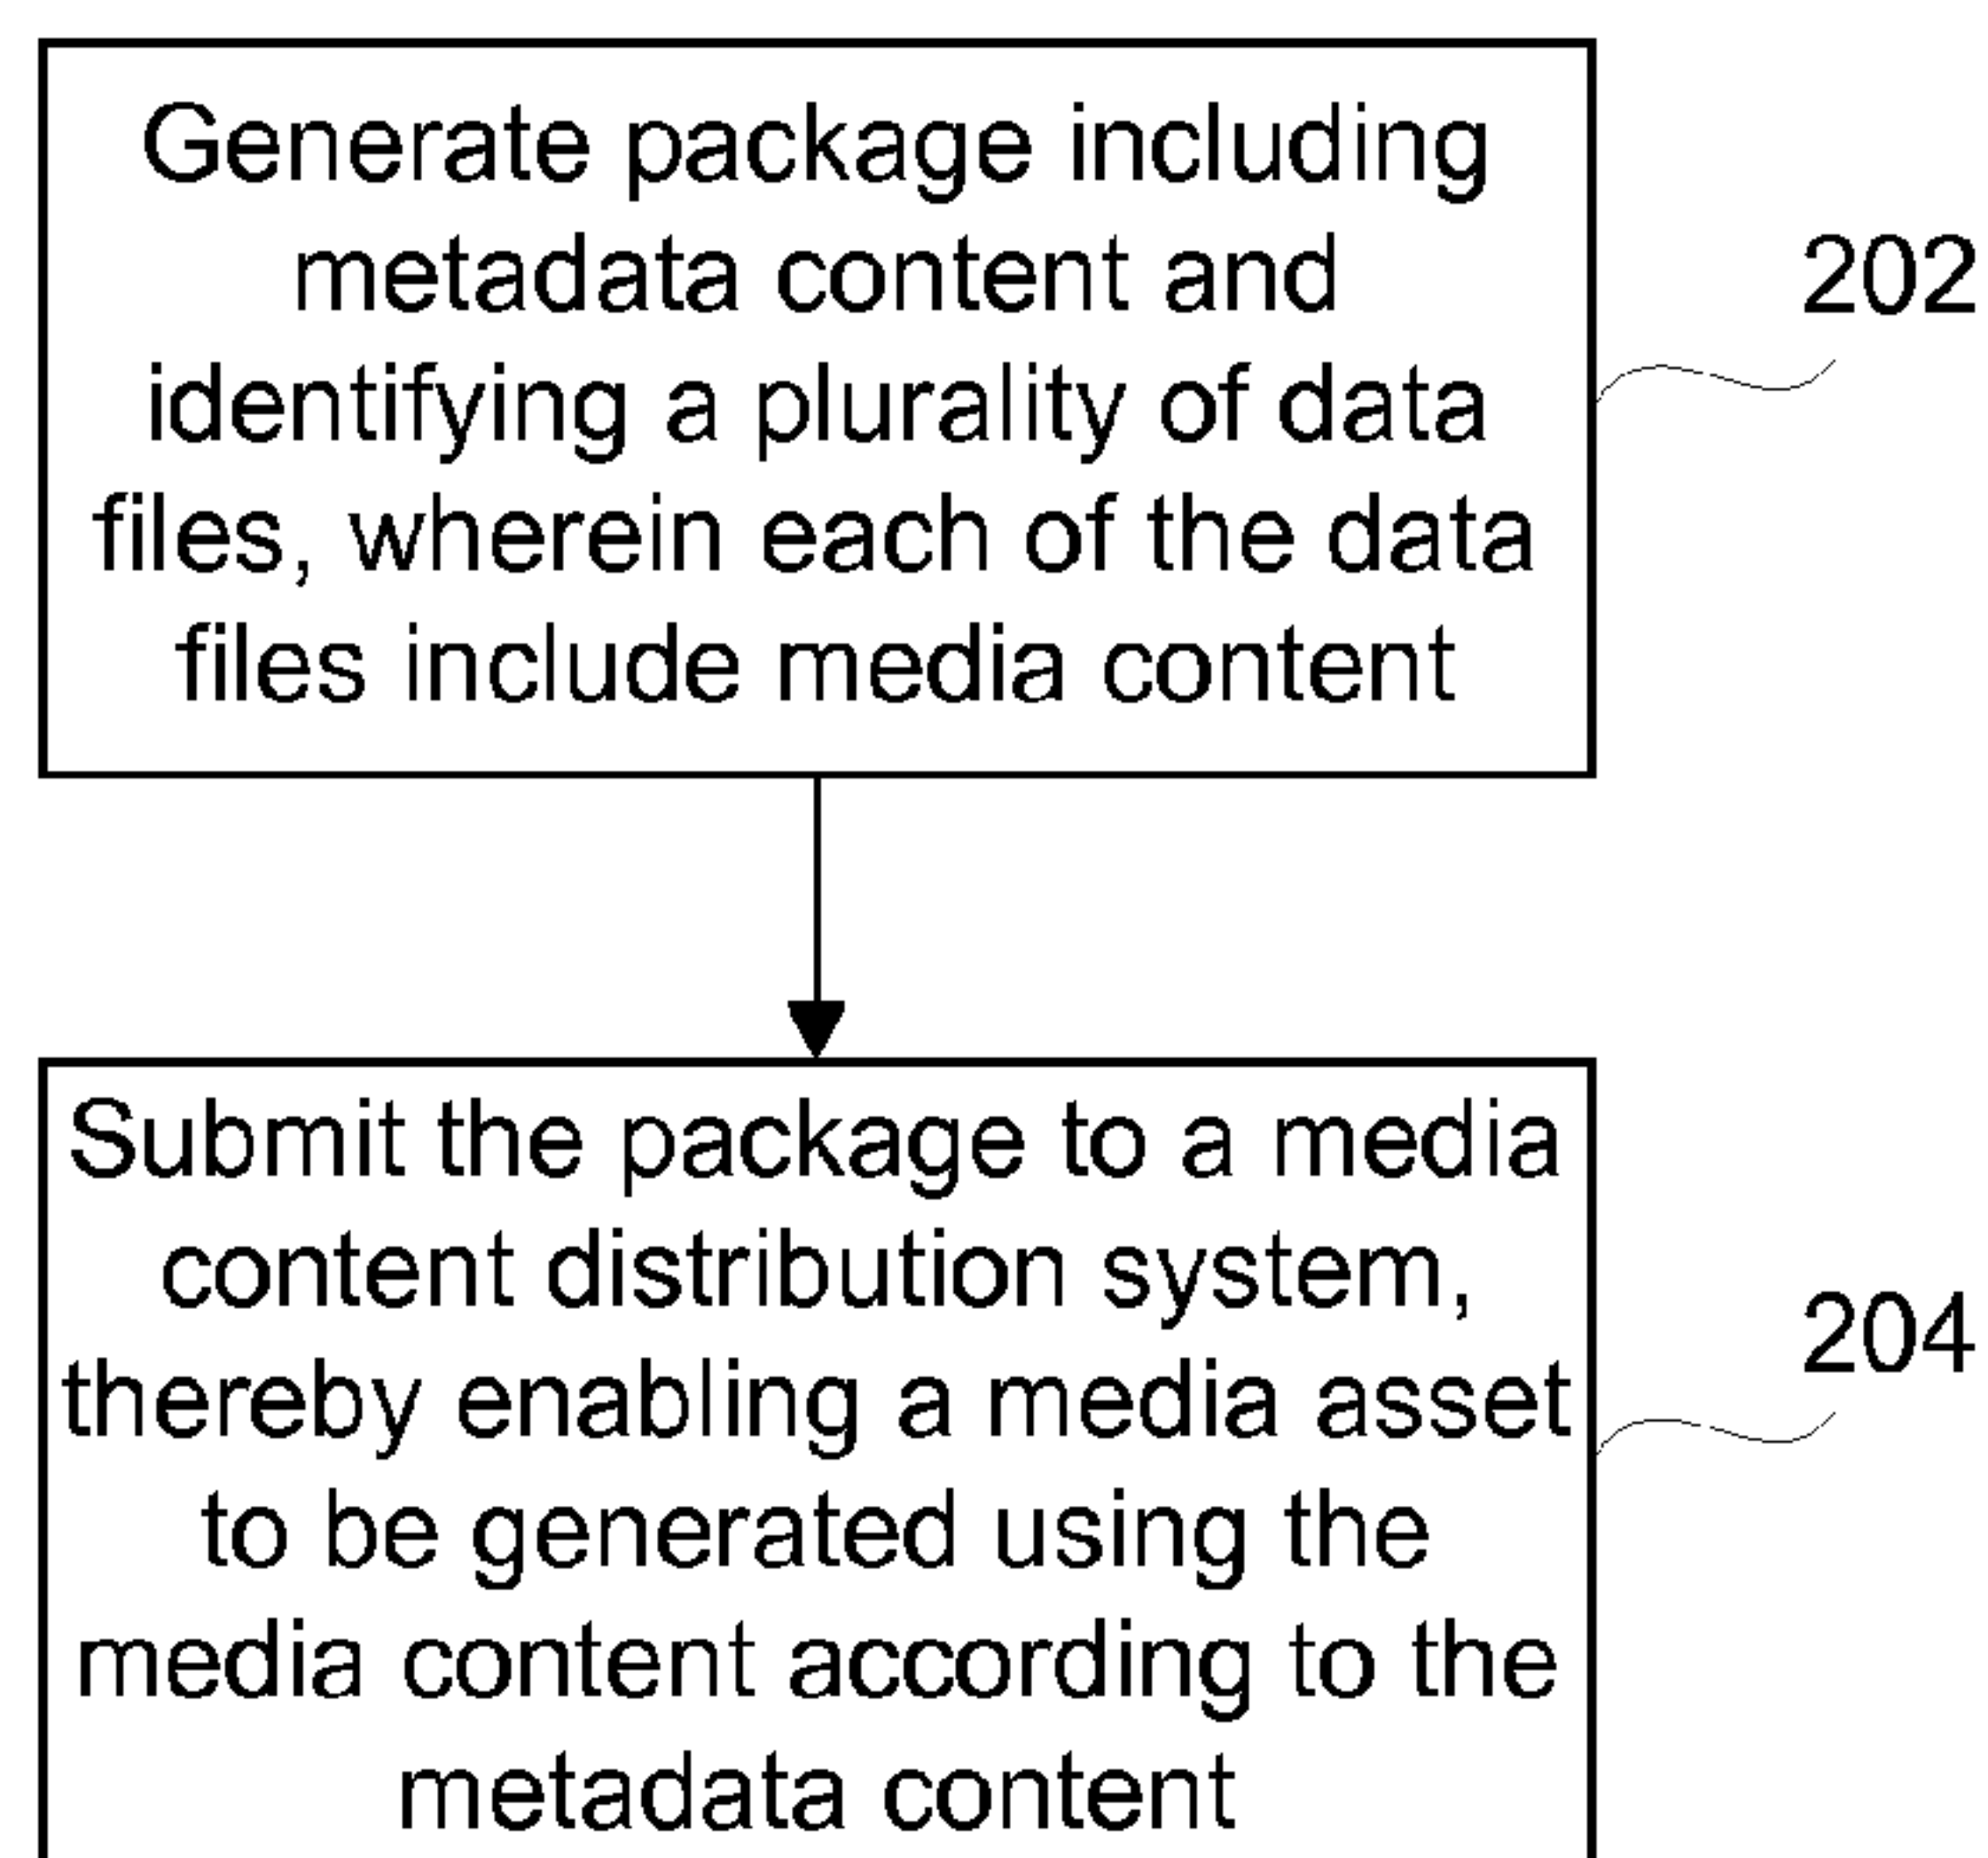 Generate package including
metadata content and
identifying a plurality of data
files, wherein each of the data
files include media content
202
Submit the package to a media
content distribution system,
thereby enabling a media asset
to be generated using the
media content according to the
metadata content
204